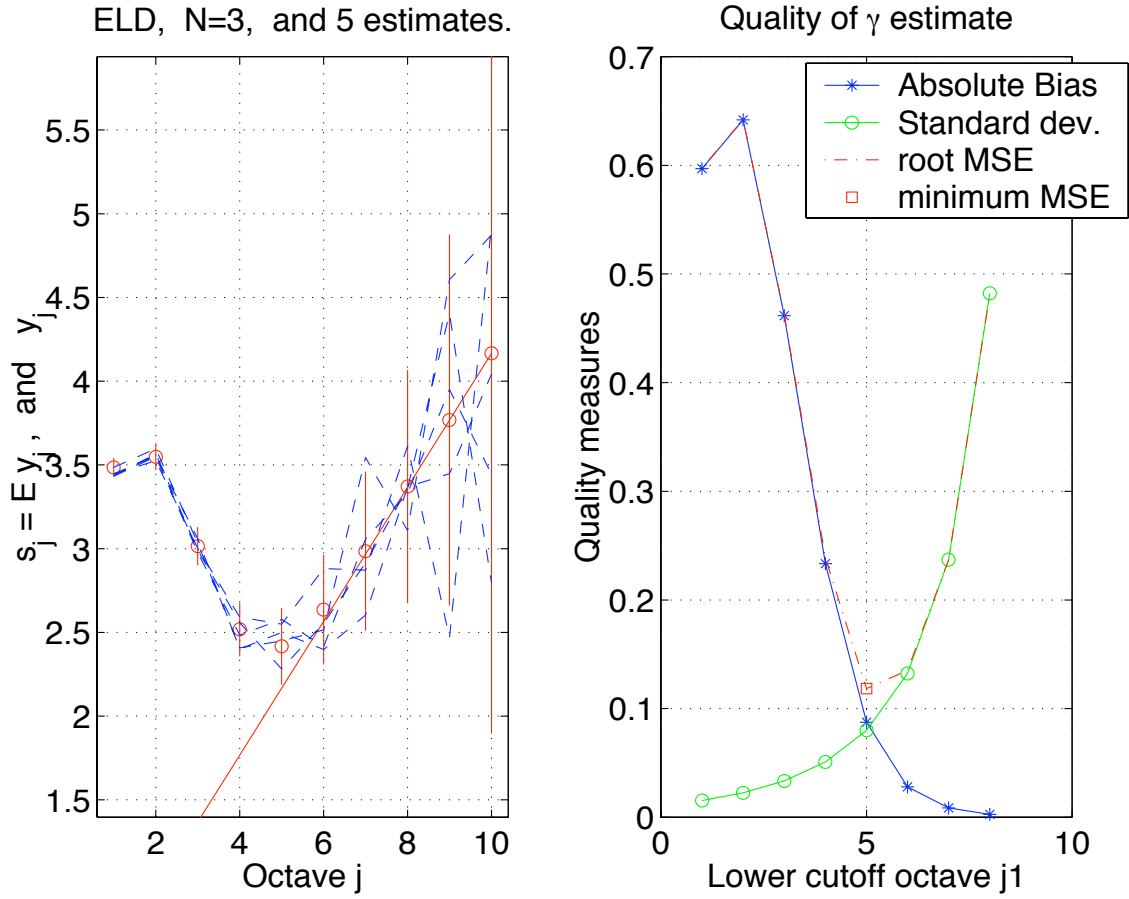 ELD, N=3, and 5 estimates.
s_j = E y_j, and y_j
5.5
5
4.5
4
3.5
3
2.5
2
1.5
2 4 6 8 10
Octave j
Quality of γ estimate
Absolute Bias
Standard dev.
root MSE
minimum MSE
Quality measures
0.7
0.6
0.5
0.4
0.3
0.2
0.1
0
0 5 10
Lower cutoff octave j1